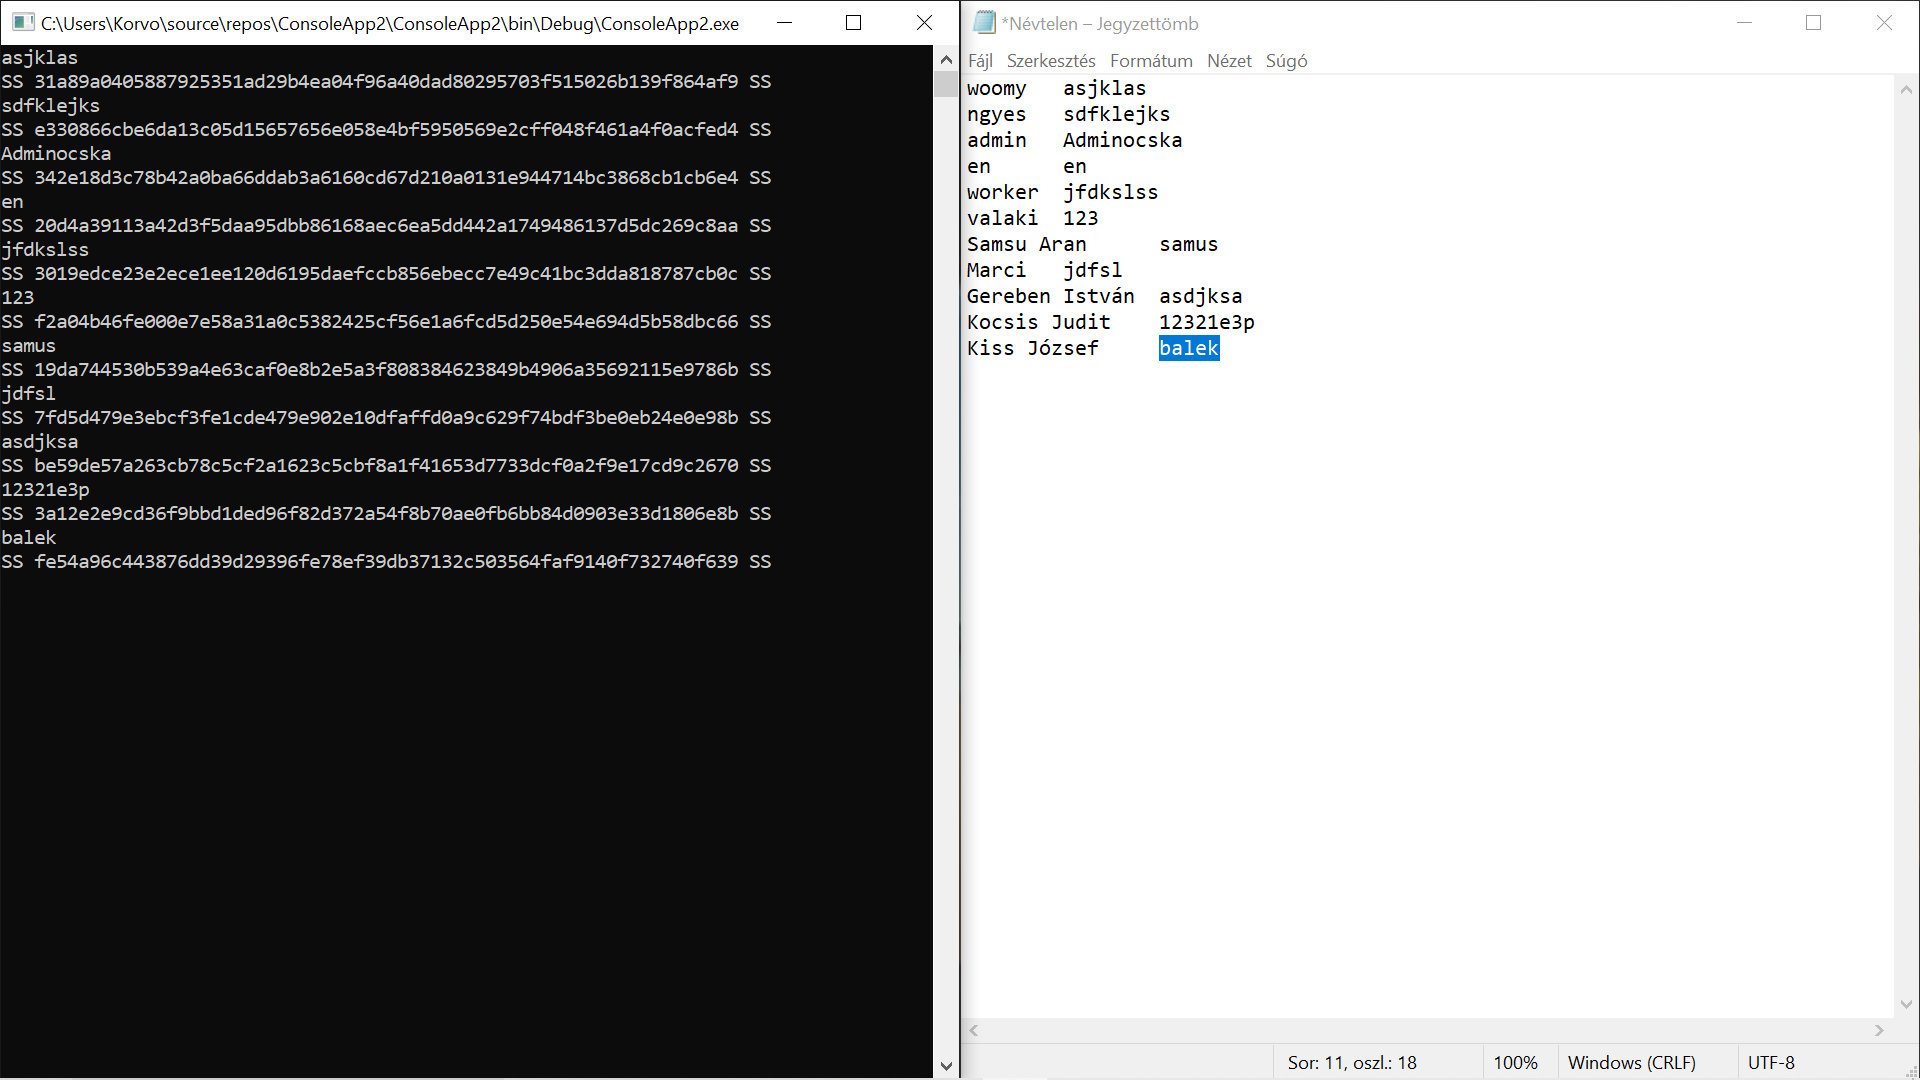 C:\Users\Korvo\source\repos\ConsoleApp2\ConsoleApp2\bin\Debug\ConsoleApp2.exe
asjklas
SS 31a89a0405887925351ad29b4ea04f96a40dad80295703f515026b139f864af9 SS
sdfklejks
SS e330866cbe6da13c05d15657656e058e4bf5950569e2cff048f461a4f0acfed4 SS
Adminocska
SS 342e18d3c78b42a0ba66ddab3a6160cd67d210a0131e944714bc3868cb1cb6e4 SS
en
SS 20d4a39113a42d3f5daa95dbb86168aec6ea5dd442a1749486137d5dc269c8aa SS
jfdkslss
SS 3019edce23e2ece1ee120d6195daefccb856ebecc7e49c41bc3dda818787cb0c SS
123
SS f2a04b46fe000e7e58a31a0c5382425cf56e1a6fcd5d250e54e694d5b58dbc66 SS
samus
SS 19da744530b539a4e63caf0e8b2e5a3f808384623849b4906a35692115e9786b SS
jdfsl
SS 7fd5d479e3ebcf3fe1cde479e902e10dfaffd0a9c629f74bdf3be0eb24e0e98b SS
asdjksa
SS be59de57a263cb78c5cf2a1623c5cbf8a1f41653d7733dcf0a2f9e17cd9c2670 SS
12321e3p
SS 3a12e2e9cd36f9bbd1ded96f82d372a54f8b70ae0fb6bb84d0903e33d1806e8b SS
balek
SS fe54a96c443876dd39d29396fe78ef39db37132c503564faf9140f732740f639 SS
*Névtelen – Jegyzettömb
Fájl Szerkesztés Formátum Nézet Súgó
woomy asjklas
ngyes sdfklejks
admin Adminocska
en en
worker jfdkslss
valaki 123
Samsu Aran samus
Marci jdfsl
Gereben István asdjksa
Kocsis Judit 12321e3p
Kiss József balek
Sor: 11, oszl.: 18 100% Windows (CRLF) UTF-8